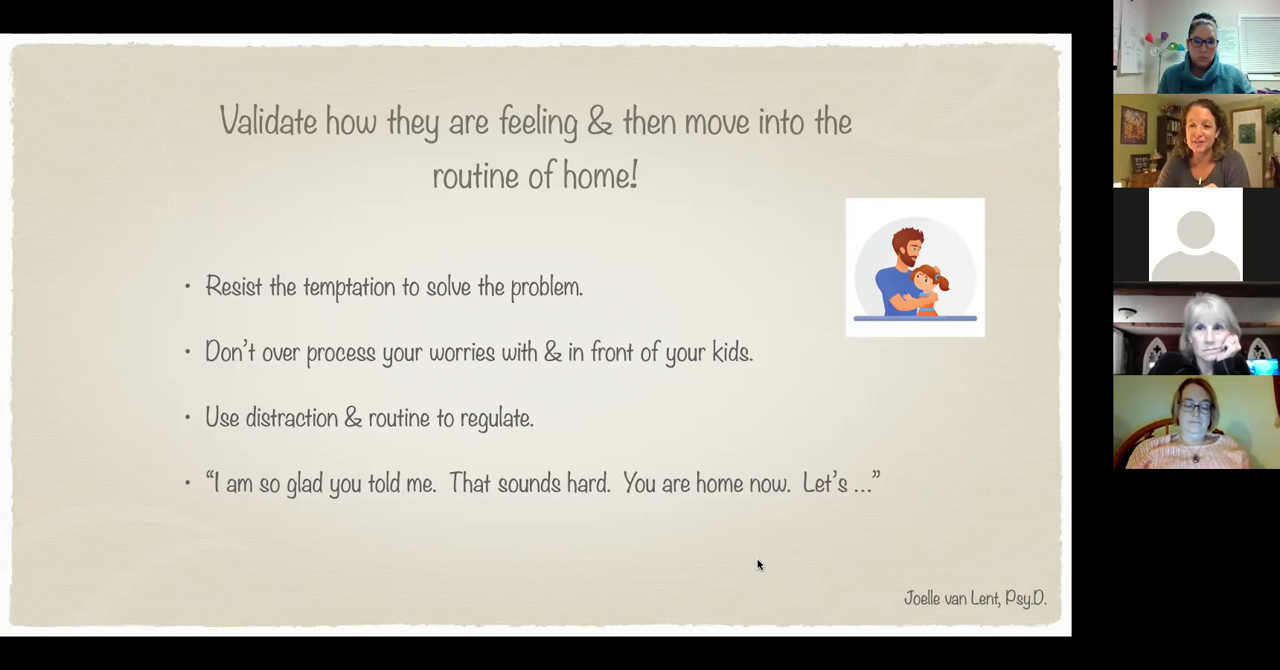 Validate how they are feeling & then move into the
routine of home!
• Resist the temptation to solve the problem.
• Don’t over process your worries with & in front of your kids.
• Use distraction & routine to regulate.
• “I am so glad you told me.  That sounds hard.  You are home now.  Let’s ...”
Joelle van Lent, Psy.D.